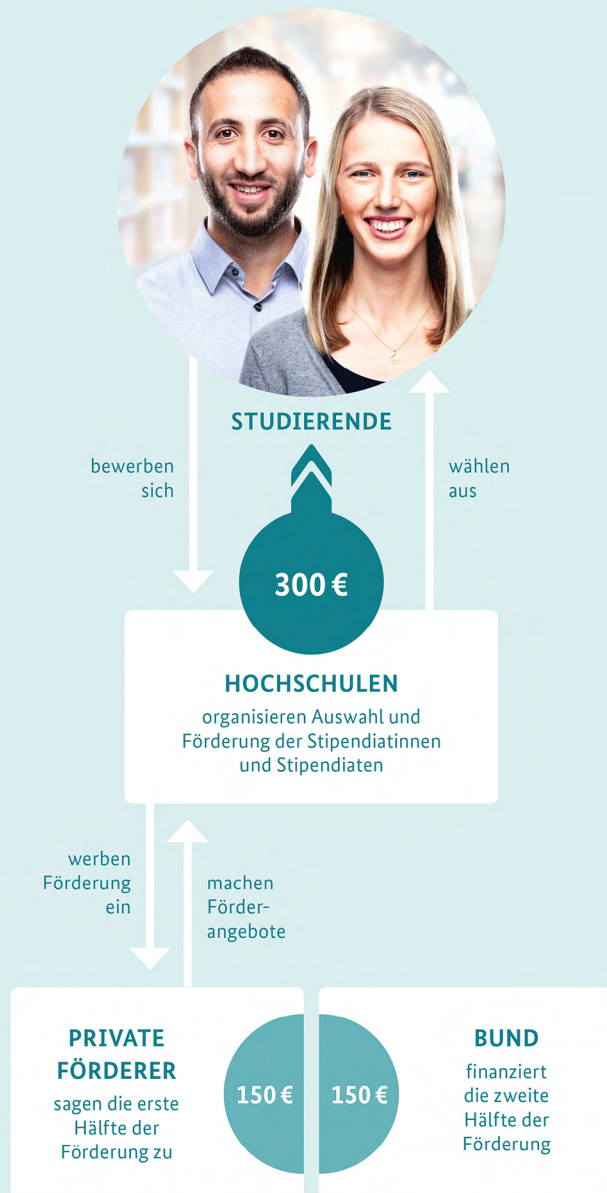 STUDIERENDE
bewerben
sich
wählen
aus
300 €
HOCHSCHULEN
organisieren Auswahl und
Förderung der Stipendiatinnen
und Stipendiaten
werben
Förderung
ein
machen
Förder-
angebote
PRIVATE
FÖRDERER
sagen die erste
Hälfte der
Förderung zu
150 €
150 €
BUND
finanziert
die zweite
Hälfte der
Förderung